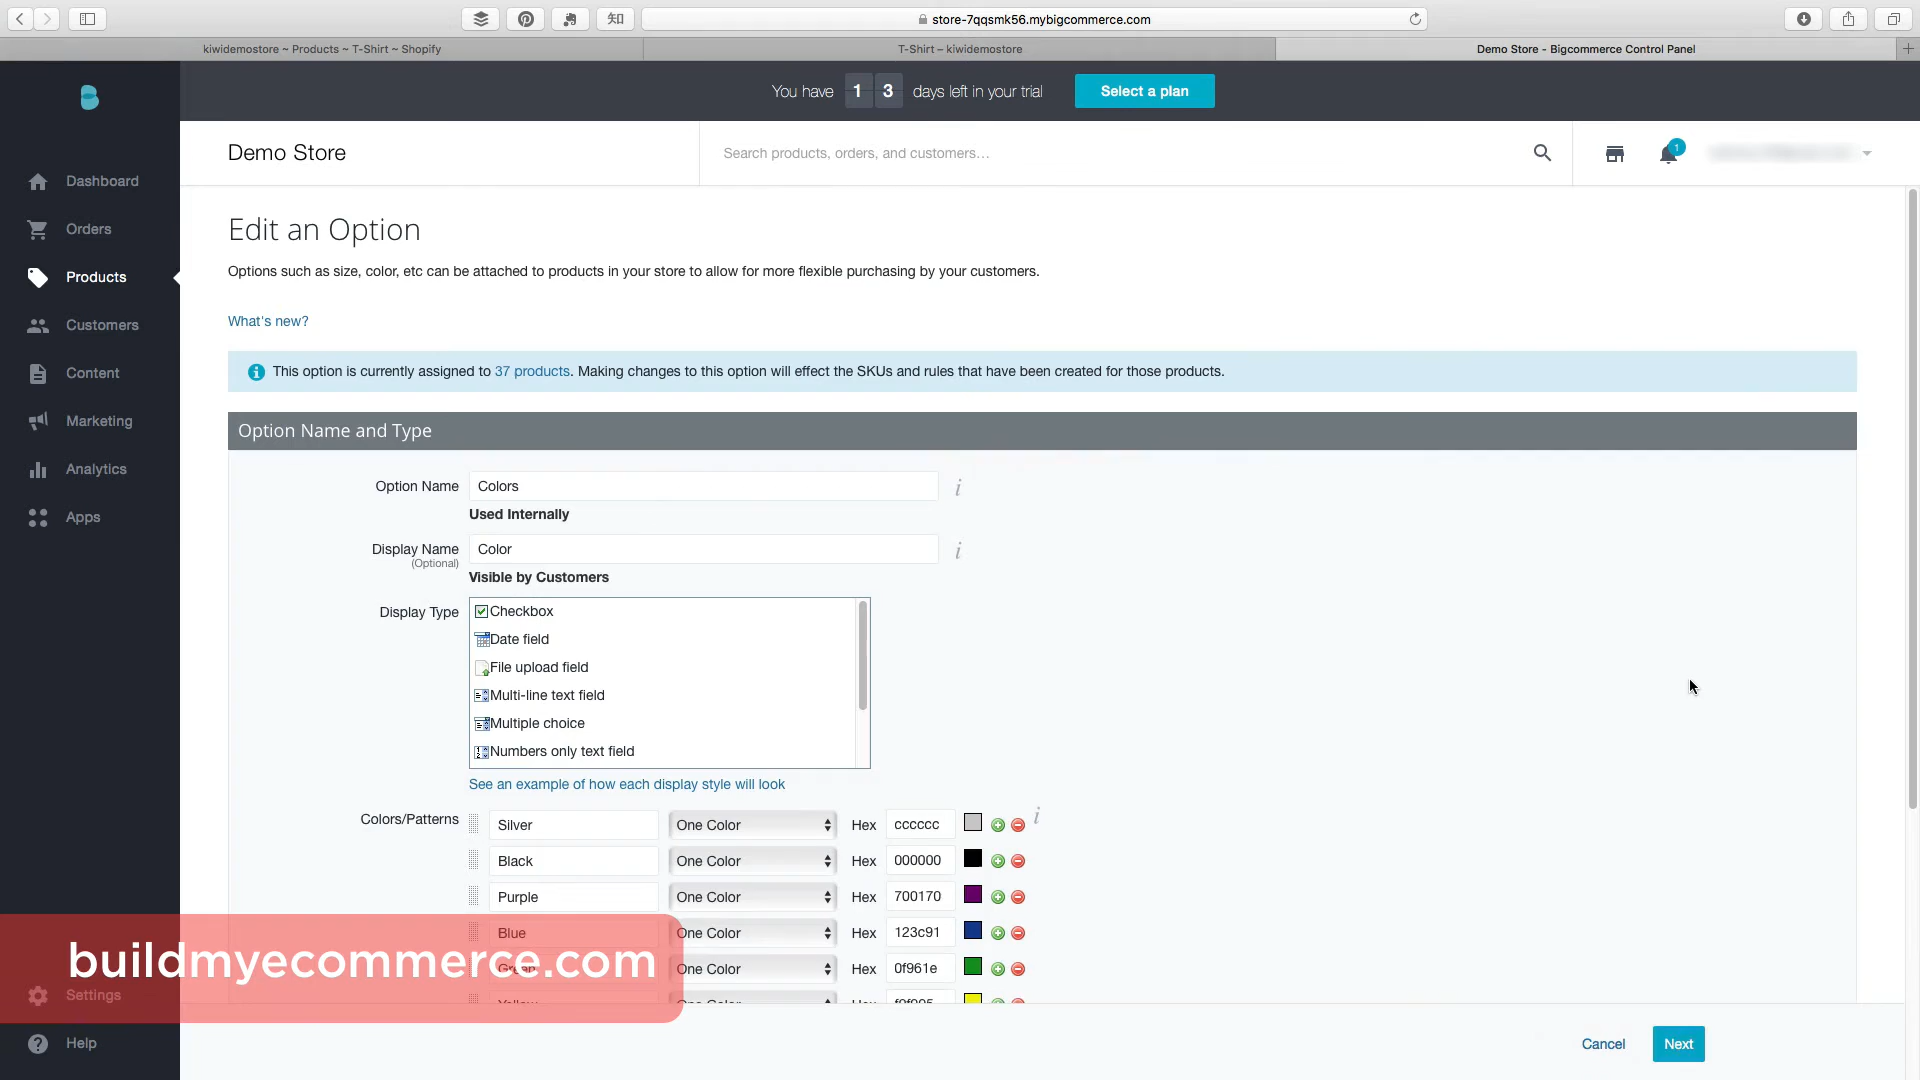 知
store-7qqsmk56.mybigcommerce.com
kiwidemostore ~ Products ~ T-Shirt ~ Shopify
T-Shirt – kiwidemostore
Demo Store - Bigcommerce Control Panel
You have 1 3 days left in your trial
Select a plan
Demo Store
Search products, orders, and customers…
1
Dashboard
Orders
Products
Customers
Content
Marketing
Analytics
Apps
Settings
Help
Edit an Option
Options such as size, color, etc can be attached to products in your store to allow for more flexible purchasing by your customers.
What's new?
This option is currently assigned to 37 products. Making changes to this option will effect the SKUs and rules that have been created for those products.
Option Name and Type
Option Name Colors
Used Internally
Display Name Color
(Optional)
Visible by Customers
Display Type
Checkbox
Date field
File upload field
Multi-line text field
Multiple choice
Numbers only text field
See an example of how each display style will look
Colors/Patterns
Silver One Color Hex cccccc
Black One Color Hex 000000
Purple One Color Hex 700170
Blue One Color Hex 123c91
Green One Color Hex 0f961e
Yellow One Color Hex
buildmyecommerce.com
Cancel
Next